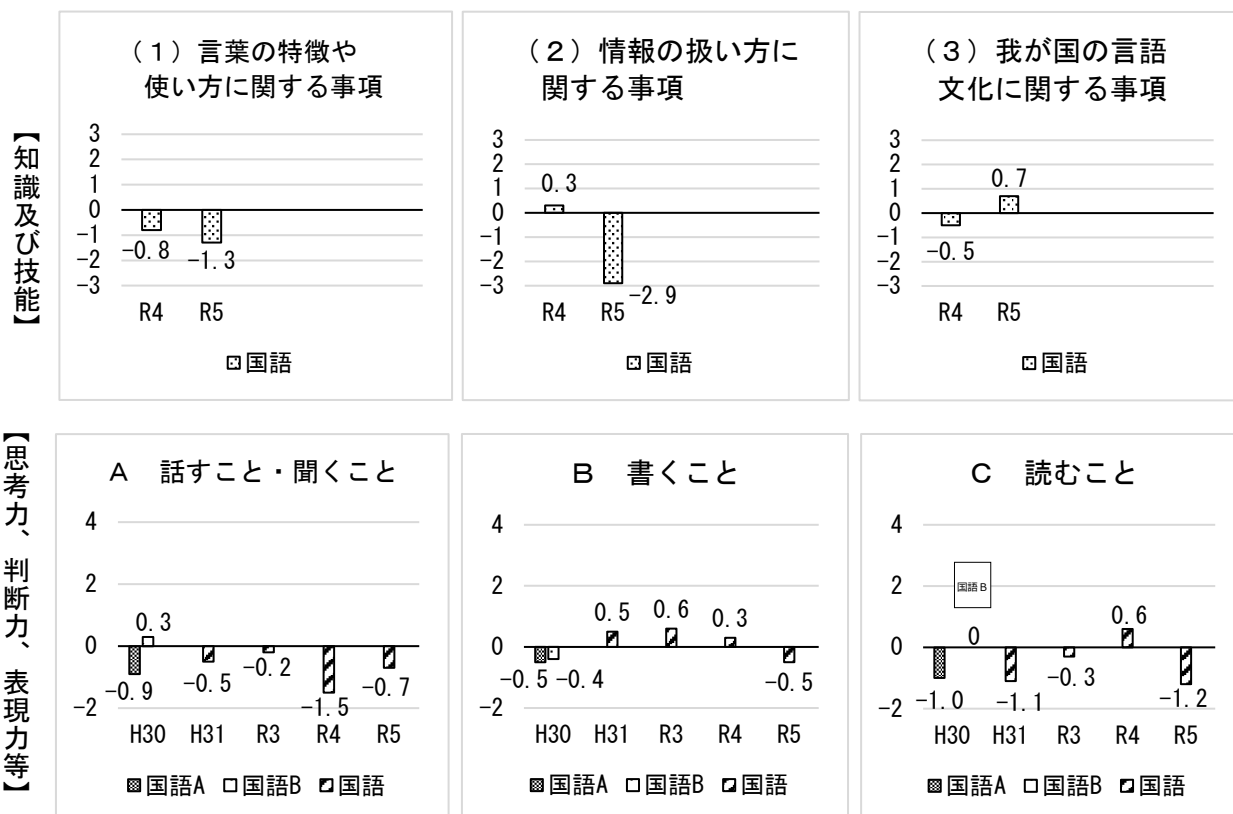 【知識及び技能】
（１）言葉の特徴や
使い方に関する事項
3
2
1
0
-1
-2
-3
-0.8
-1.3
R4 R5
国語
（２）情報の扱い方に
関する事項
3
2
1
0
-1
-2
-3
0.3
-2.9
R4 R5
国語
（３）我が国の言語
文化に関する事項
3
2
1
0
-1
-2
-3
-0.5
0.7
R4 R5
国語
【思考力、判断力、表現力等】
Ａ　話すこと・聞くこと
4
2
0
-2
-0.9
0.3
-0.5
-0.2
-1.5
-0.7
H30 H31 R3 R4 R5
国語A 国語B 国語
Ｂ　書くこと
4
2
0
-2
-0.5 -0.4
0.5
0.6
0.3
-0.5
H30 H31 R3 R4 R5
国語A 国語B 国語
Ｃ　読むこと
4
2
0
-2
国語Ｂ
-1.0
0
-1.1
-0.3
0.6
-1.2
H30 H31 R3 R4 R5
国語A 国語B 国語